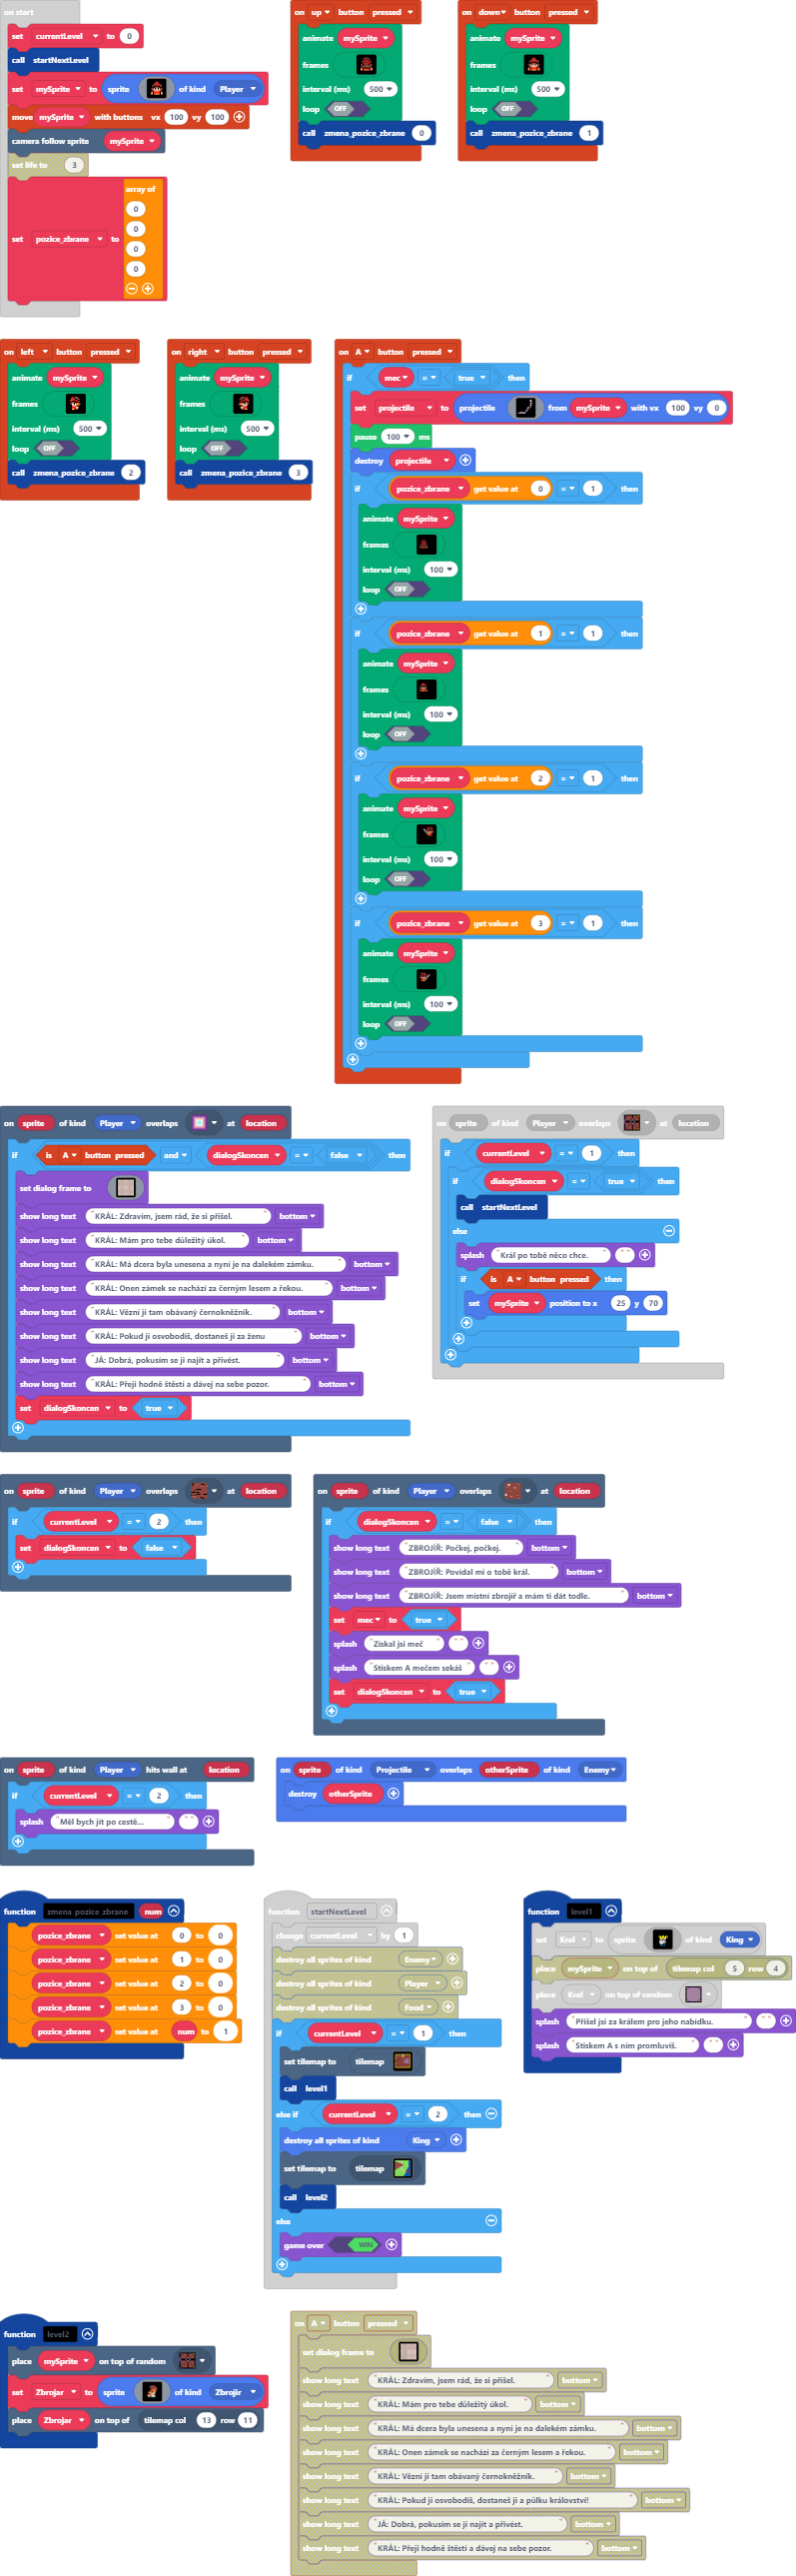 on start
set currentLevel to 0
call startNextLevel
set mySprite to sprite of kind Player
move mySprite with buttons vx 100 vy 100
camera follow sprite mySprite
set life to 3
array of
0
0
set pozice_zbrane to
0
0
on up button pressed
animate mySprite
frames
interval (ms) 500
loop OFF
call zmena_pozice_zbrane 0
on down button pressed
animate mySprite
frames
interval (ms) 500
loop OFF
call zmena_pozice_zbrane 1
on left button pressed
animate mySprite
frames
interval (ms) 500
loop OFF
call zmena_pozice_zbrane 2
on right button pressed
animate mySprite
frames
interval (ms) 500
loop OFF
call zmena_pozice_zbrane 3
on A button pressed
if mec = true then
set projectile to projectile from mySprite with vx 100 vy 0
pause 100 ms
destroy projectile
if pozice_zbrane get value at 0 = 1 then
animate mySprite
frames
interval (ms) 100
loop OFF
if pozice_zbrane get value at 1 = 1 then
animate mySprite
frames
interval (ms) 100
loop OFF
if pozice_zbrane get value at 2 = 1 then
animate mySprite
frames
interval (ms) 100
loop OFF
if pozice_zbrane get value at 3 = 1 then
animate mySprite
frames
interval (ms) 100
loop OFF
on sprite of kind Player overlaps at location
if is A button pressed and dialogSkoncen = false then
set dialog frame to
show long text "KRÁL: Zdravím, jsem rád, že si přišel." bottom
show long text "KRÁL: Mám pro tebe důležitý úkol." bottom
show long text "KRÁL: Má dcera byla unesena a nyní je na dalekém zámku." bottom
show long text "KRÁL: Onen zámek se nachází za černým lesem a řekou." bottom
show long text "KRÁL: Vězní ji tam obávaný černokněžník." bottom
show long text "KRÁL: Pokud ji osvobodíš, dostaneš ji za ženu" bottom
show long text "JÁ: Dobrá, pokusím se ji najít a přivést." bottom
show long text "KRÁL: Přeji hodně štěstí a dávej na sebe pozor." bottom
set dialogSkoncen to true
on sprite of kind Player overlaps at location
if currentLevel = 1 then
if dialogSkoncen = true then
call startNextLevel
else
splash "Král po tobě něco chce." " "
if is A button pressed then
set mySprite position to x 25 y 70
on sprite of kind Player overlaps at location
if currentLevel = 2 then
set dialogSkoncen to false
on sprite of kind Player overlaps at location
if dialogSkoncen = false then
show long text "ZBROJÍŘ: Počkej, počkej." bottom
show long text "ZBROJÍŘ: Povídal mi o tobě král." bottom
show long text "ZBROJÍŘ: Jsem místní zbrojíř a mám ti dát todle." bottom
set mec to true
splash "Získal jsi meč" " "
splash "Stiskem A mečem sekáš" " "
set dialogSkoncen to true
on sprite of kind Player hits wall at location
if currentLevel = 2 then
splash "Měl bych jít po cestě..." " "
on sprite of kind Projectile overlaps otherSprite of kind Enemy
destroy otherSprite
function zmena pozice zbrane num
pozice_zbrane set value at 0 to 0
pozice_zbrane set value at 1 to 0
pozice_zbrane set value at 2 to 0
pozice_zbrane set value at 3 to 0
pozice_zbrane set value at num to 1
function startNextLevel
change currentLevel by 1
destroy all sprites of kind Enemy
destroy all sprites of kind Player
destroy all sprites of kind Food
if currentLevel = 1 then
set tilemap to tilemap
call level1
else if currentLevel = 2 then
destroy all sprites of kind King
set tilemap to tilemap
call level2
else
game over WIN
function level1
set Kral to sprite of kind King
place mySprite on top of tilemap col 5 row 4
place Kral on top of random
splash "Přišel jsi za králem pro jeho nabídku." " "
splash "Stiskem A s ním promluvíš." " "
function level2
place mySprite on top of random
set Zbrojar to sprite of kind Zbrojir
place Zbrojar on top of tilemap col 13 row 11
on A button pressed
set dialog frame to
show long text "KRÁL: Zdravím, jsem rád, že si přišel." bottom
show long text "KRÁL: Mám pro tebe důležitý úkol." bottom
show long text "KRÁL: Má dcera byla unesena a nyní je na dalekém zámku." bottom
show long text "KRÁL: Onen zámek se nachází za černým lesem a řekou." bottom
show long text "KRÁL: Vězní ji tam obávaný černokněžník." bottom
show long text "KRÁL: Pokud ji osvobodíš, dostaneš ji a půlku království!" bottom
show long text "JÁ: Dobrá, pokusím se ji najít a přivést." bottom
show long text "KRÁL: Přeji hodně štěstí a dávej na sebe pozor." bottom